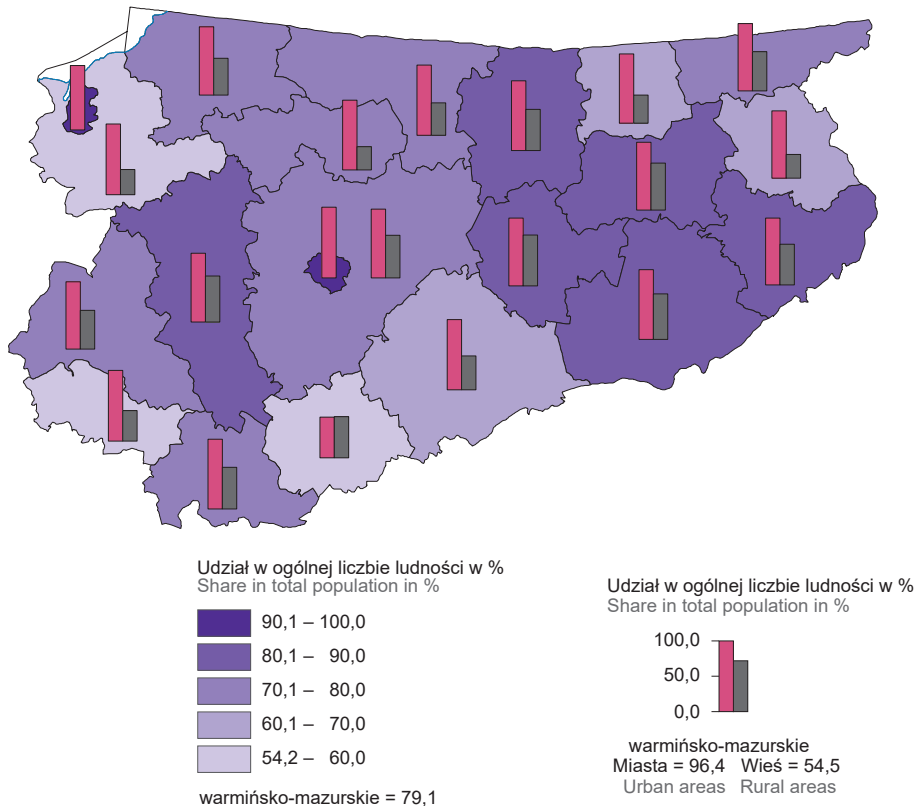 Udział w ogólnej liczbie ludności w %
Share in total population in %
90,1 – 100,0
80,1 – 90,0
70,1 – 80,0
60,1 – 70,0
54,2 – 60,0
warmińsko-mazurskie = 79,1
Udział w ogólnej liczbie ludności w %
Share in total population in %
100,0
50,0
0,0
warmińsko-mazurskie
Miasta = 96,4 Wieś = 54,5
Urban areas Rural areas